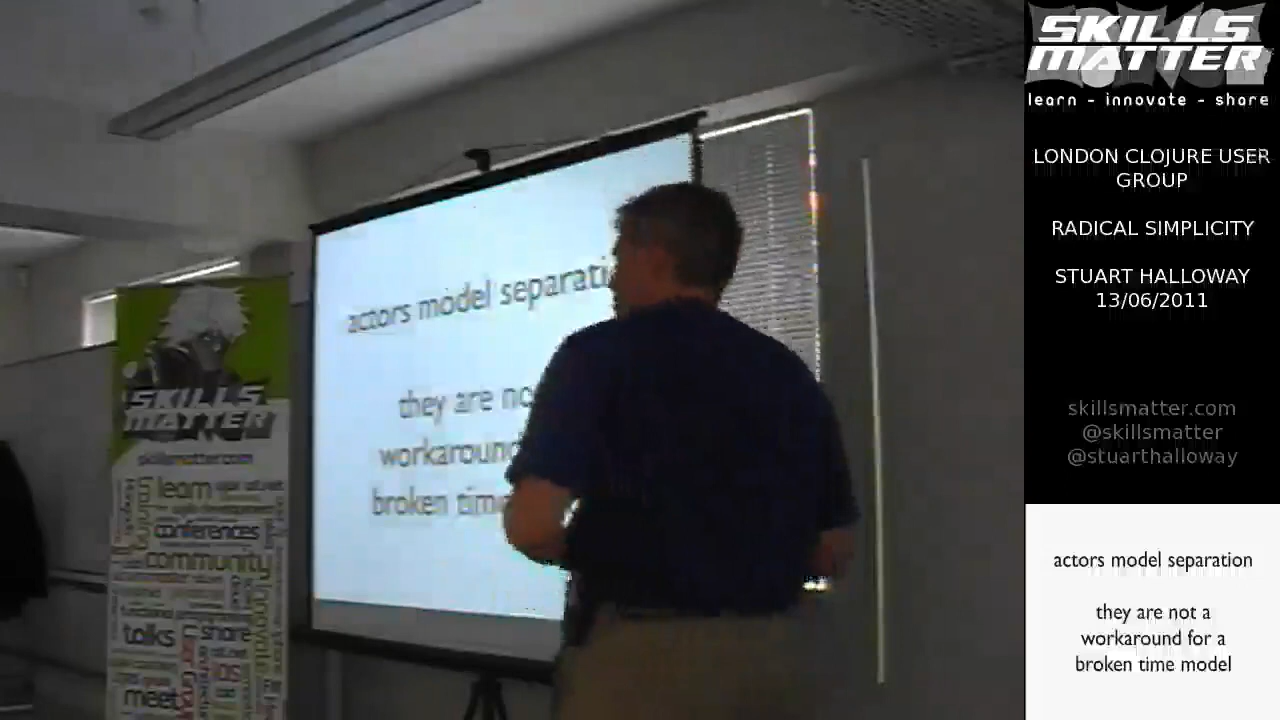 actors model separati
they are no
workaround
broken time
SKILLS
MATTER
skillsmatter.com
learn
conferences
community
talks
share
meet
SKILLS
MATTER
learn - innovate - share
LONDON CLOJURE USER
GROUP
RADICAL SIMPLICITY
STUART HALLOWAY
13/06/2011
skillsmatter.com
@skillsmatter
@stuarthalloway
actors model separation
they are not a
workaround for a
broken time model